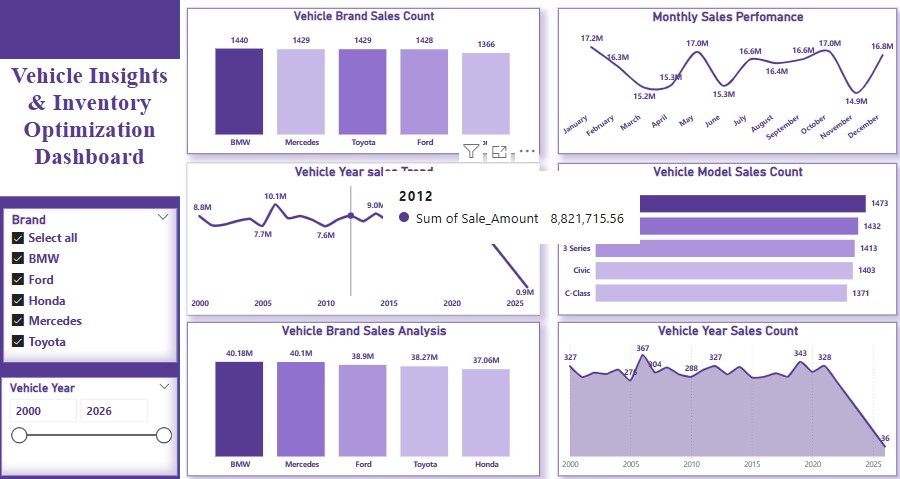 Vehicle Insights
& Inventory
Optimization
Dashboard
Brand
Select all
BMW
Ford
Honda
Mercedes
Toyota
Vehicle Year
2000 2026
Vehicle Brand Sales Count
1440 1429 1429 1428 1366
BMW Mercedes Toyota Ford
Monthly Sales Perfomance
17.2M 16.3M 15.2M 15.3M 17.0M 15.3M 16.6M 16.4M 16.6M 17.0M 14.9M 16.8M
January February March April May June July August September October November December
Vehicle Year sales Trend
8.8M 7.7M 10.1M 7.6M 9.0M 0.9M
2000 2005 2010 2015 2020 2025
2012
Sum of Sale_Amount 8,821,715.56
Vehicle Model Sales Count
1473
1432
3 Series 1413
Civic 1403
C-Class 1371
Vehicle Brand Sales Analysis
40.18M 40.1M 38.9M 38.27M 37.06M
BMW Mercedes Ford Toyota Honda
Vehicle Year Sales Count
327 367 304 288 327 343 328 36
2000 2005 2010 2015 2020 2025